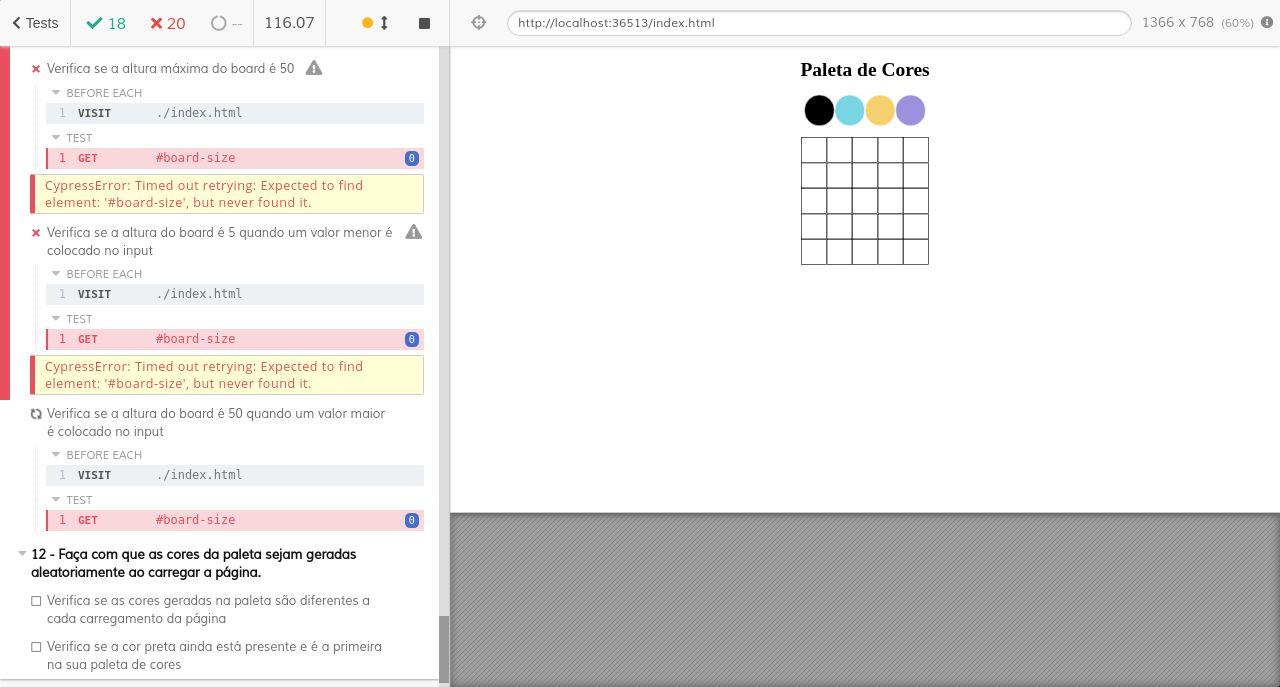 Tests 18 20 -- 116.07
http://localhost:36513/index.html 1366 x 768 (60%)
Verifica se a altura máxima do board é 50
BEFORE EACH
1 VISIT ./index.html
TEST
1 GET #board-size 0
CypressError: Timed out retrying: Expected to find
element: '#board-size', but never found it.
Verifica se a altura do board é 5 quando um valor menor é
colocado no input
BEFORE EACH
1 VISIT ./index.html
TEST
1 GET #board-size 0
CypressError: Timed out retrying: Expected to find
element: '#board-size', but never found it.
Verifica se a altura do board é 50 quando um valor maior
é colocado no input
BEFORE EACH
1 VISIT ./index.html
TEST
1 GET #board-size 0
12 - Faça com que as cores da paleta sejam geradas
aleatoriamente ao carregar a página.
Verifica se as cores geradas na paleta são diferentes a
cada carregamento da página
Verifica se a cor preta ainda está presente e é a primeira
na sua paleta de cores
Paleta de Cores